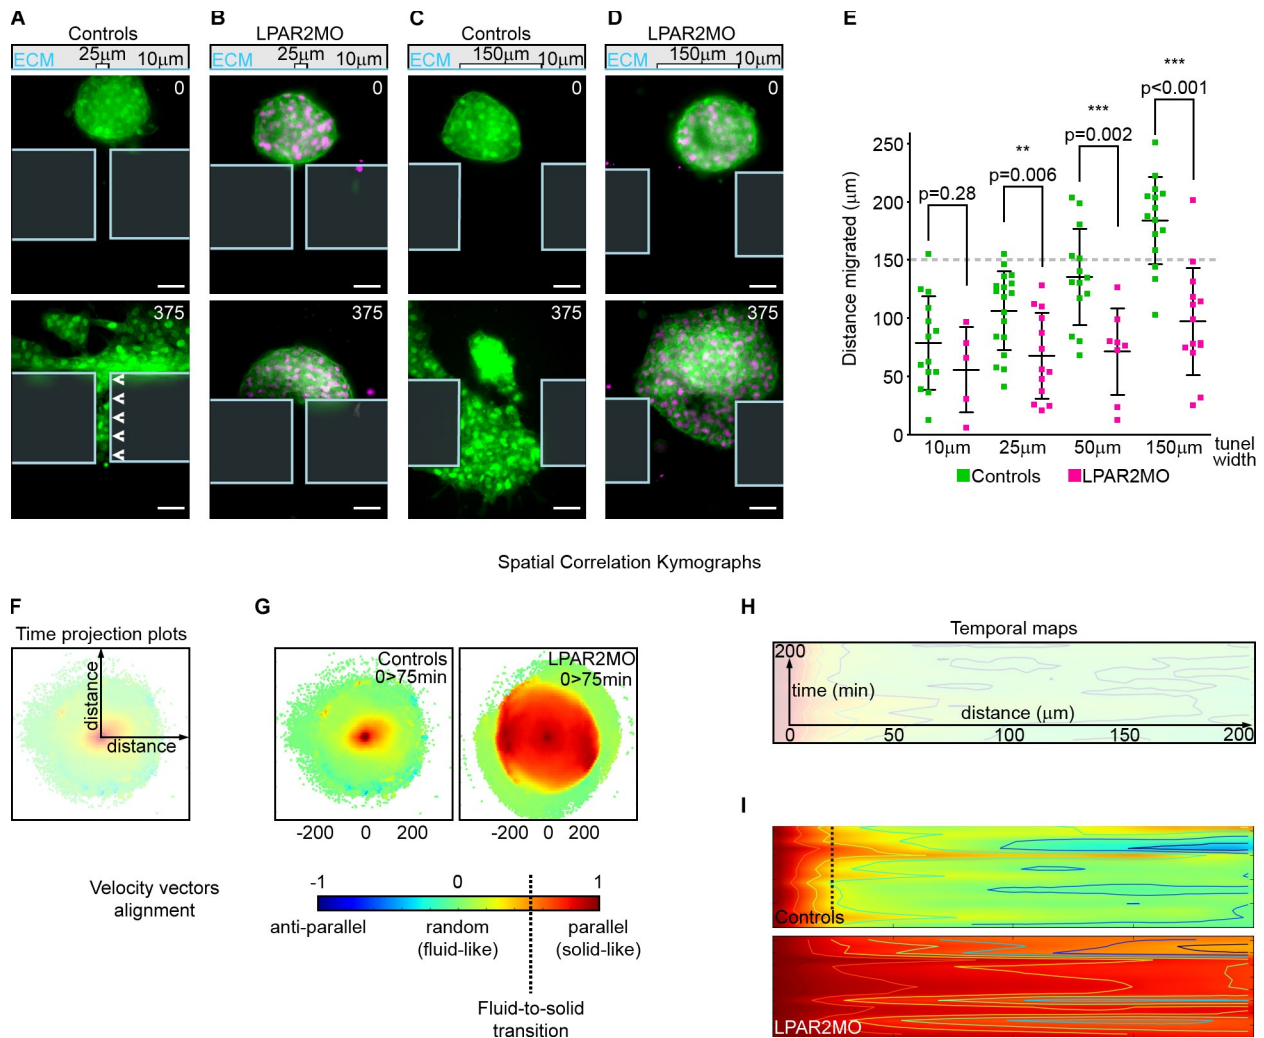 A
Controls
ECM 25µm 10µm
0
375
B
LPAR2MO
ECM 25µm 10µm
0
375
C
Controls
ECM 150µm 10µm
0
375
D
LPAR2MO
ECM 150µm 10µm
0
375
E
***
p<0.001
***
p=0.002
**
p=0.006
p=0.28
Distance migrated (µm)
250
200
150
100
50
0
10µm 25µm 50µm 150µm
tunel
width
Controls LPAR2MO
Spatial Correlation Kymographs
F
Time projection plots
distance
distance
G
Controls
0>75min
LPAR2MO
0>75min
-200 0 200
-200 0 200
Velocity vectors
alignment
-1 0 1
anti-parallel
random
(fluid-like)
parallel
(solid-like)
Fluid-to-solid
transition
H
Temporal maps
200
time (min)
distance (µm)
0 50 100 150 200
I
Controls
LPAR2MO